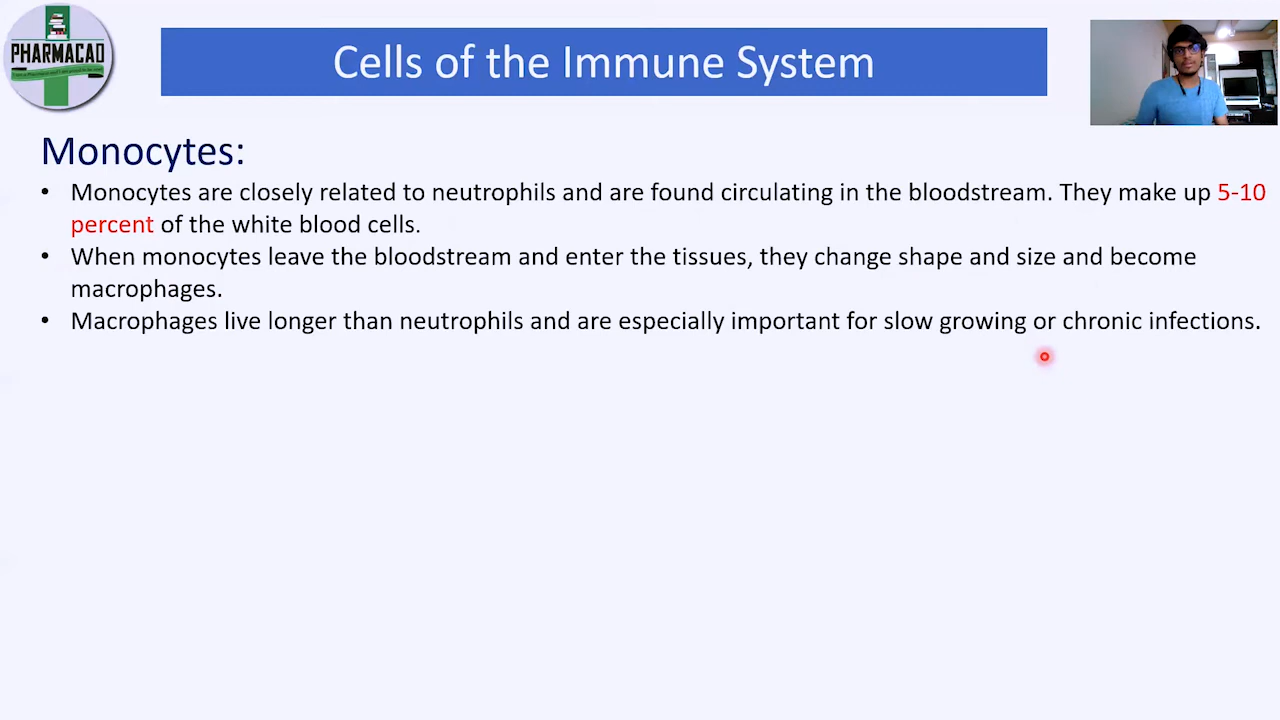 PHARMACAD
Cells of the Immune System
Monocytes:
• Monocytes are closely related to neutrophils and are found circulating in the bloodstream. They make up 5-10
percent of the white blood cells.
• When monocytes leave the bloodstream and enter the tissues, they change shape and size and become
macrophages.
• Macrophages live longer than neutrophils and are especially important for slow growing or chronic infections.